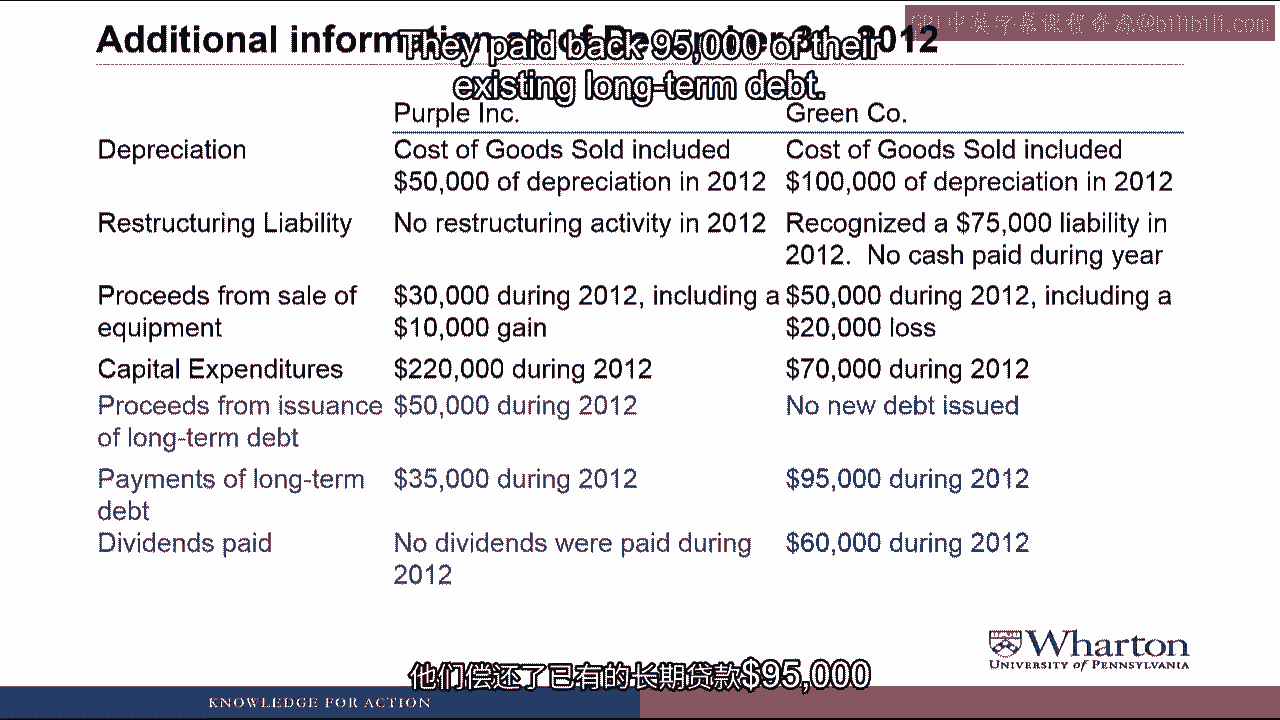 Additional information as of December 31, 2012
They paid back 95,000 of their
existing long-term debt.
Purple Inc. Green Co.
Depreciation Cost of Goods Sold included Cost of Goods Sold included
$50,000 of depreciation in 2012 $100,000 of depreciation in 2012
Restructuring Liability No restructuring activity in 2012 Recognized a $75,000 liability in
2012. No cash paid during year
Proceeds from sale of $30,000 during 2012, including a $50,000 during 2012, including a
equipment $10,000 gain $20,000 loss
Capital Expenditures $220,000 during 2012 $70,000 during 2012
Proceeds from issuance $50,000 during 2012 No new debt issued
of long-term debt
Payments of long-term $35,000 during 2012 $95,000 during 2012
debt
Dividends paid No dividends were paid during $60,000 during 2012
2012
Wharton
UNIVERSITY of PENNSYLVANIA
他们偿还了已有的长期贷款$95,000
KNOWLEDGE FOR ACTION